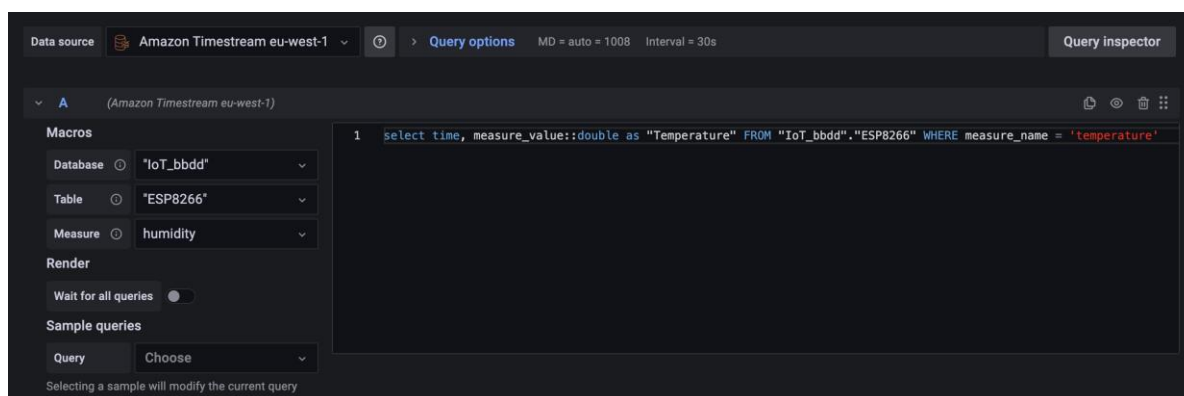 Data source Amazon Timestream eu-west-1 Query options MD = auto = 1008 Interval = 30s Query inspector
A (Amazon Timestream eu-west-1)
Macros
1 select time, measure_value::double as "Temperature" FROM "IoT_bbdd"."ESP8266" WHERE measure_name = 'temperature'
Database "IoT_bbdd"
Table "ESP8266"
Measure humidity
Render
Wait for all queries
Sample queries
Query Choose
Selecting a sample will modify the current query